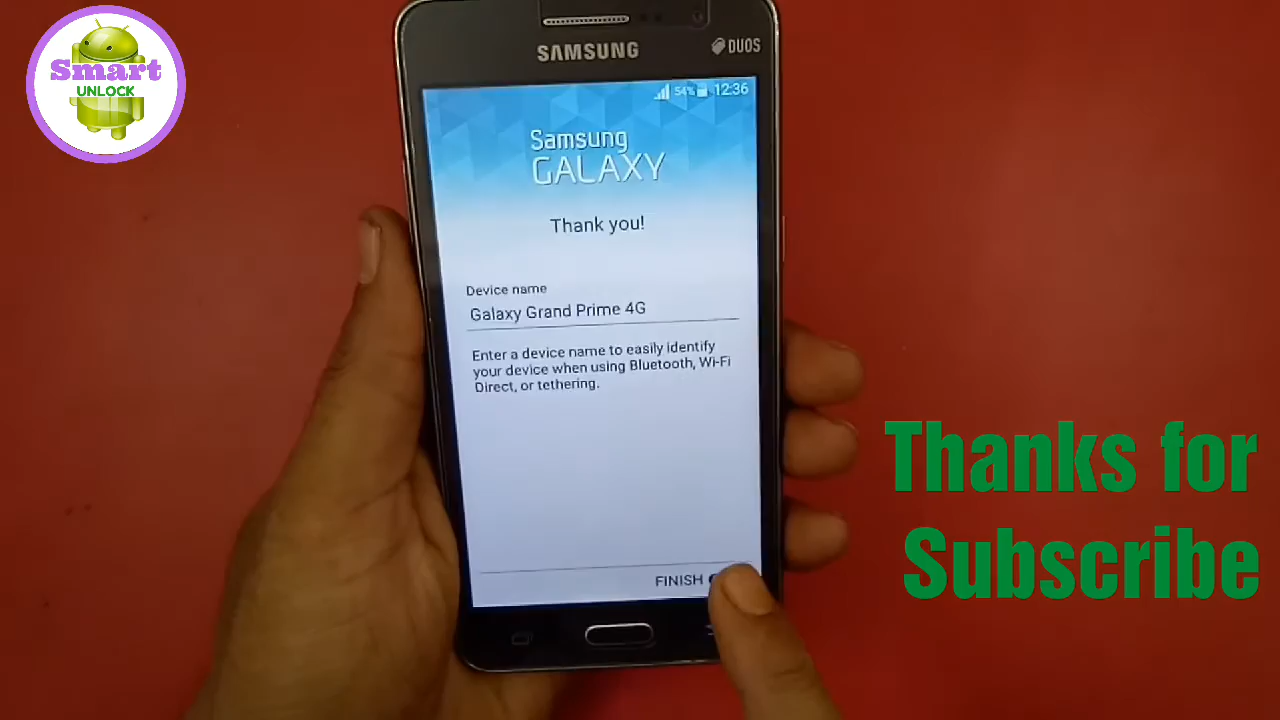 Smart
UNLOCK
SAMSUNG
DUOS
54% 12:36
Samsung
GALAXY
Thank you!
Device name
Galaxy Grand Prime 4G
Enter a device name to easily identify
your device when using Bluetooth, Wi-Fi
Direct, or tethering.
FINISH
Thanks for
Subscribe